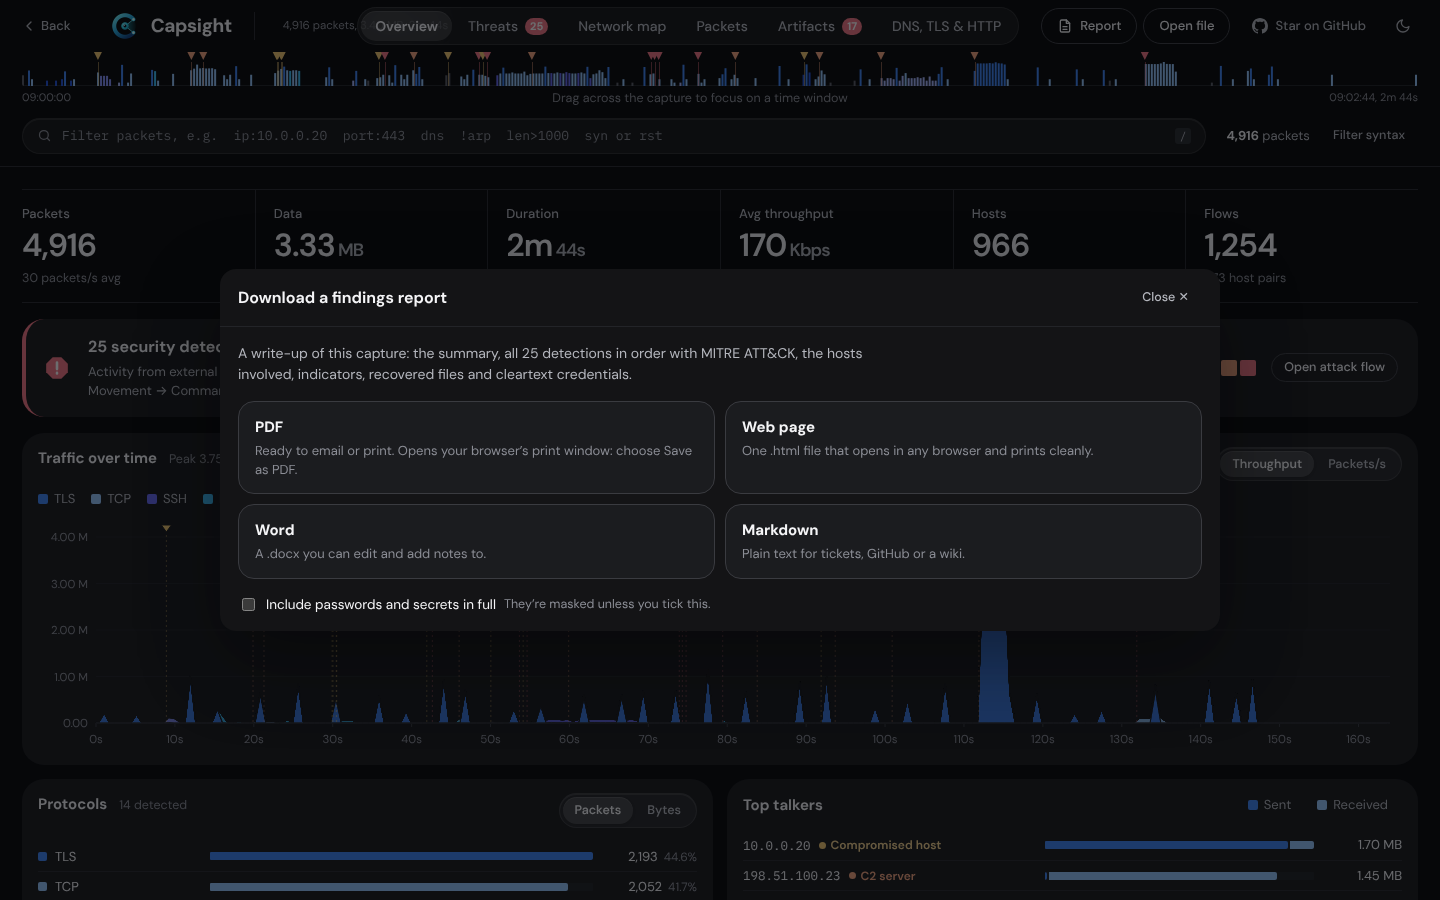 Back
Capsight
4,916 packets,
Overview
Threats 25
Network map
Packets
Artifacts 17
DNS, TLS & HTTP
Report
Open file
Star on GitHub
09:00:00
Drag across the capture to focus on a time window
09:02:44, 2m 44s
Filter packets, e.g. ip:10.0.0.20 port:443 dns !arp len>1000 syn or rst
/
4,916 packets
Filter syntax
Packets
4,916
30 packets/s avg
Data
3.33 MB
Duration
2m 44s
Avg throughput
170 Kbps
Hosts
966
Flows
1,254
host pairs
Download a findings report
Close ×
A write-up of this capture: the summary, all 25 detections in order with MITRE ATT&CK, the hosts
involved, indicators, recovered files and cleartext credentials.
PDF
Ready to email or print. Opens your browser’s print window: choose Save
as PDF.
Web page
One .html file that opens in any browser and prints cleanly.
Word
A .docx you can edit and add notes to.
Markdown
Plain text for tickets, GitHub or a wiki.
Include passwords and secrets in full They’re masked unless you tick this.
25 security detec
Activity from external
Movement → Comma
Open attack flow
Traffic over time Peak 3.75
Throughput
Packets/s
TLS
TCP
SSH
4.00 M
3.00 M
2.00 M
1.00 M
0.00
0s 10s 20s 30s 40s 50s 60s 70s 80s 90s 100s 110s 120s 130s 140s 150s 160s
Protocols 14 detected
Packets
Bytes
TLS 2,193 44.6%
TCP 2,052 41.7%
Top talkers
Sent
Received
10.0.0.20 Compromised host 1.70 MB
198.51.100.23 C2 server 1.45 MB